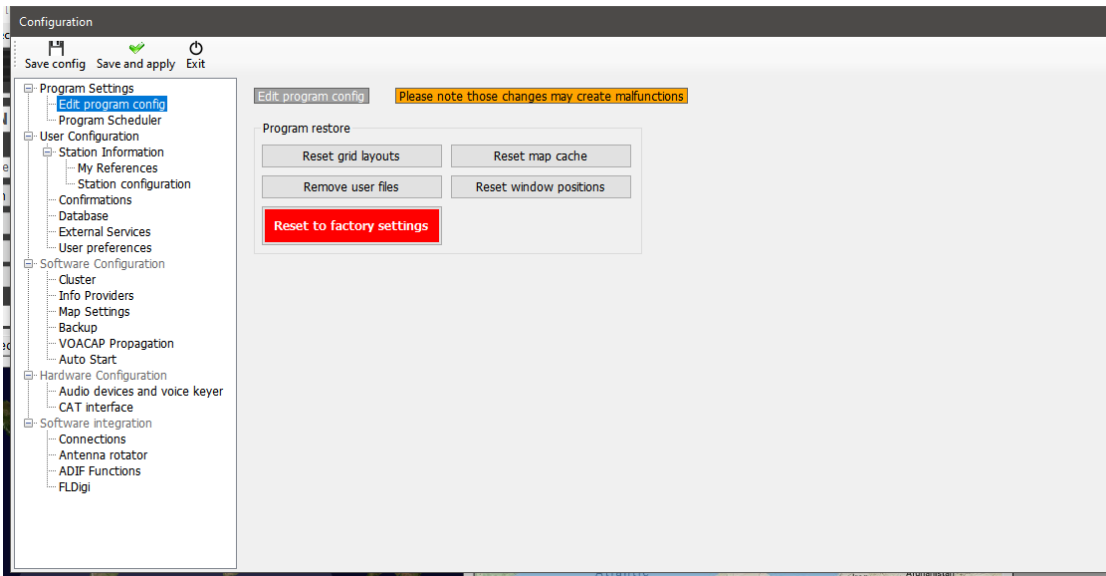 Configuration
Save config Save and apply Exit
Program Settings
Edit program config
Program Scheduler
User Configuration
Station Information
My References
Station configuration
Confirmations
Database
External Services
User preferences
Software Configuration
Cluster
Info Providers
Map Settings
Backup
VOACAP Propagation
Auto Start
Hardware Configuration
Audio devices and voice keyer
CAT interface
Software integration
Connections
Antenna rotator
ADIF Functions
FLDigi
Edit program config Please note those changes may create malfunctions
Program restore
Reset grid layouts Reset map cache
Remove user files Reset window positions
Reset to factory settings